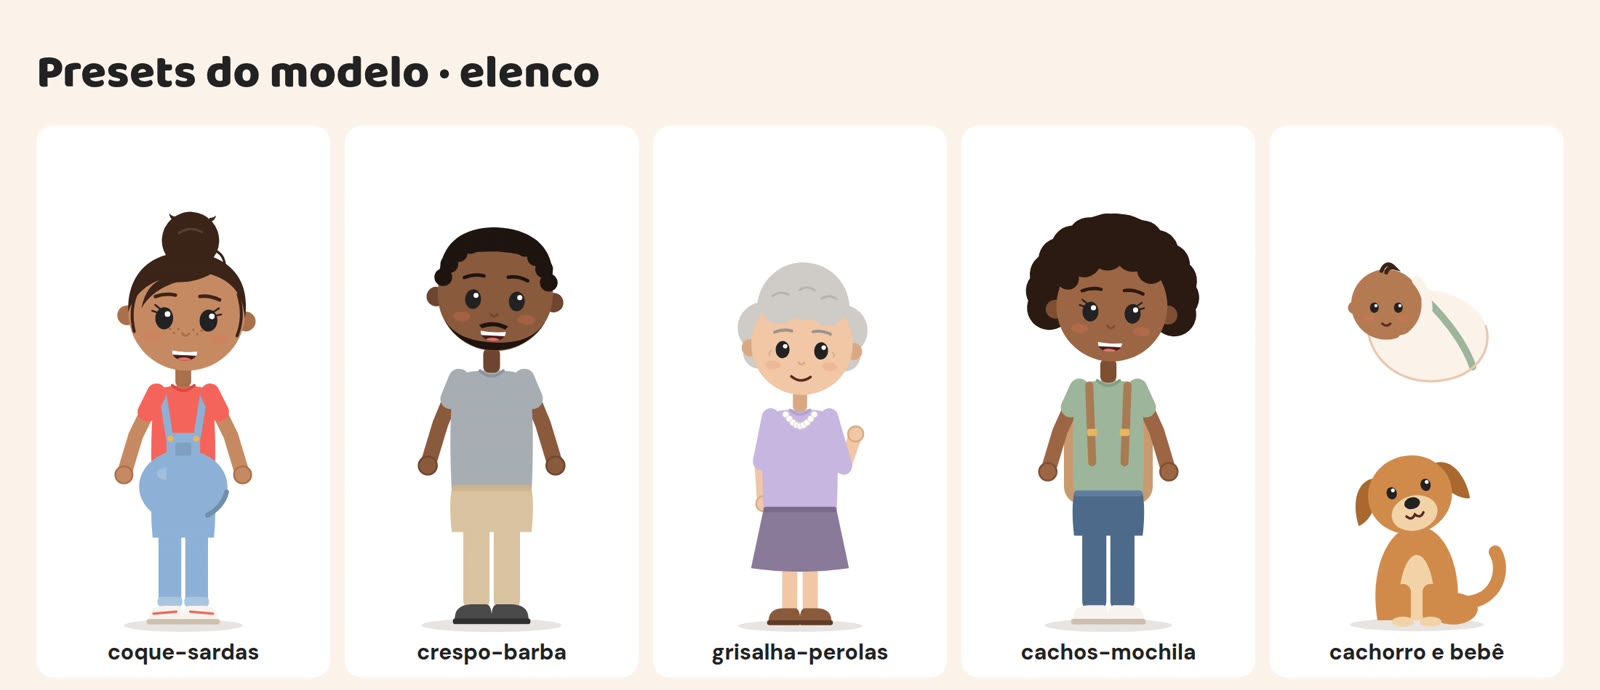 Presets do modelo · elenco
coque-sardas
crespo-barba
grisalha-perolas
cachos-mochila
cachorro e bebê